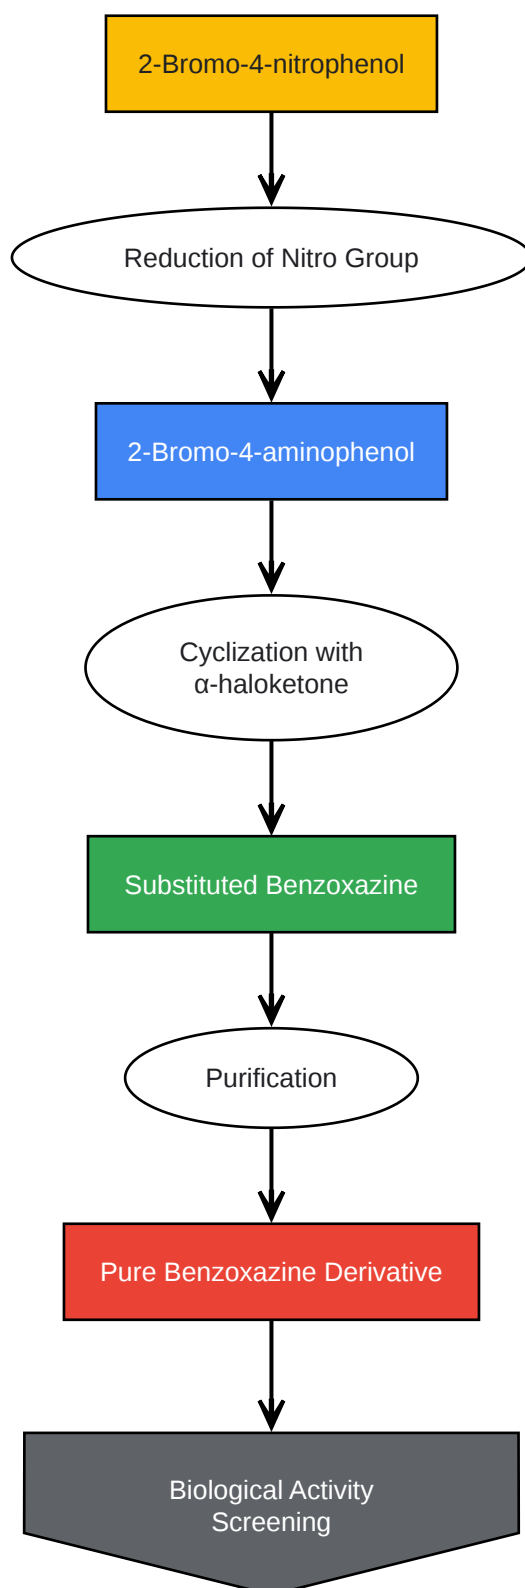 2-Bromo-4-nitrophenol
Reduction of Nitro Group
2-Bromo-4-aminophenol
Cyclization with
α-haloketone
Substituted Benzoxazine
Purification
Pure Benzoxazine Derivative
Biological Activity
Screening